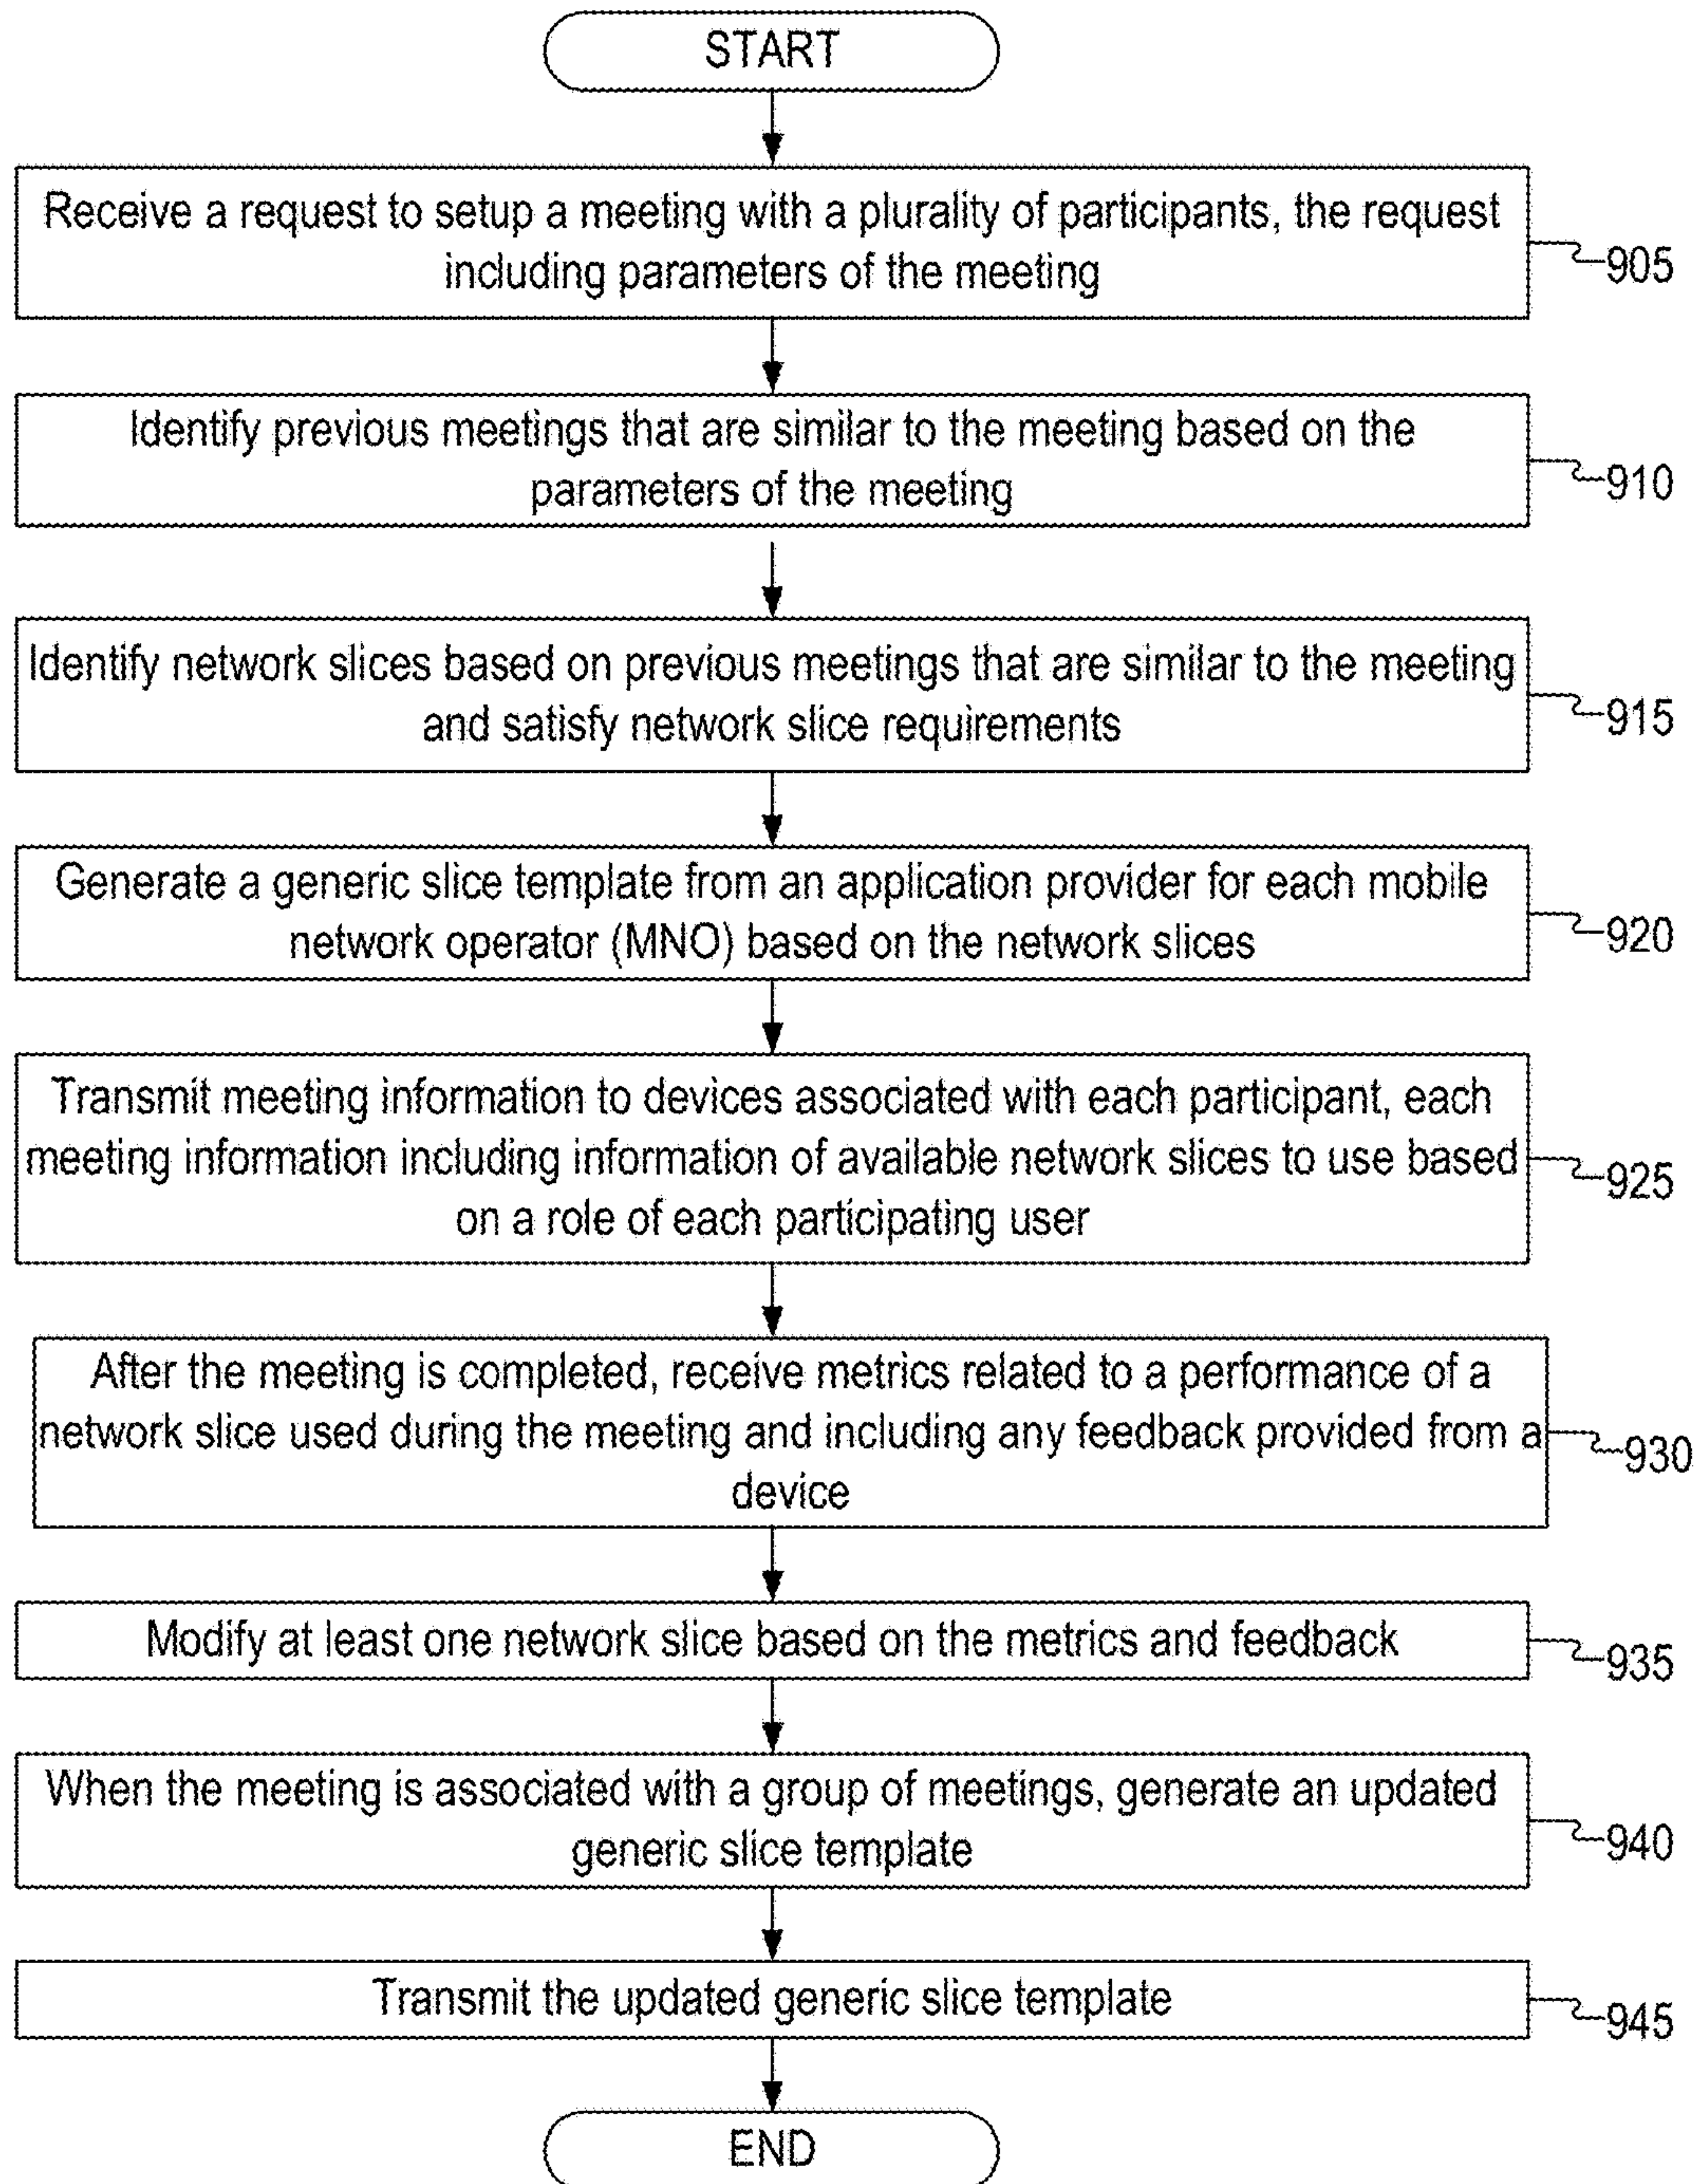 START
Receive a request to setup a meeting with a plurality of participants, the request
including parameters of the meeting
905
Identify previous meetings that are similar to the meeting based on the
parameters of the meeting
910
Identify network slices based on previous meetings that are similar to the meeting
and satisfy network slice requirements
915
Generate a generic slice template from an application provider for each mobile
network operator (MNO) based on the network slices
920
Transmit meeting information to devices associated with each participant, each
meeting information including information of available network slices to use based
on a role of each participating user
925
After the meeting is completed, receive metrics related to a performance of a
network slice used during the meeting and including any feedback provided from a
device
930
Modify at least one network slice based on the metrics and feedback
935
When the meeting is associated with a group of meetings, generate an updated
generic slice template
940
Transmit the updated generic slice template
945
END